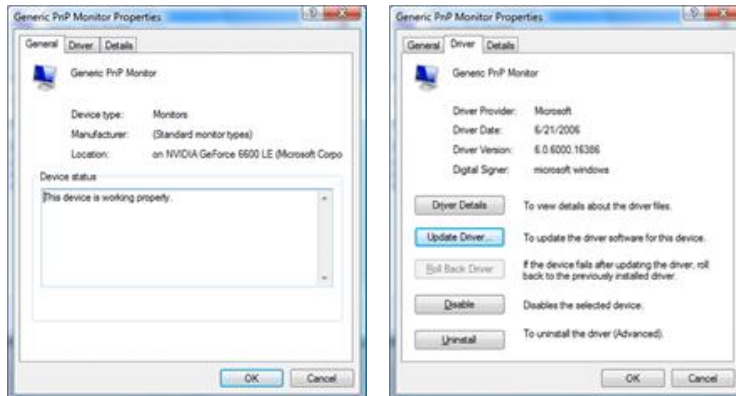 Generic PnP Monitor Properties
General Driver Details
Generic PnP Monitor
Device type: Monitors
Manufacturer: (Standard monitor types)
Location: on NVIDIA GeForce 6600 LE (Microsoft Corpo
Device status
This device is working properly.
OK Cancel
Generic PnP Monitor Properties
General Driver Details
Generic PnP Monitor
Driver Provider: Microsoft
Driver Date: 6/21/2006
Driver Version: 6.0.6000.16386
Digital Signer: microsoft windows
Driver Details To view details about the driver files.
Update Driver... To update the driver software for this device.
Roll Back Driver If the device fails after updating the driver, roll
back to the previously installed driver.
Disable Disables the selected device.
Uninstall To uninstall the driver (Advanced).
OK Cancel